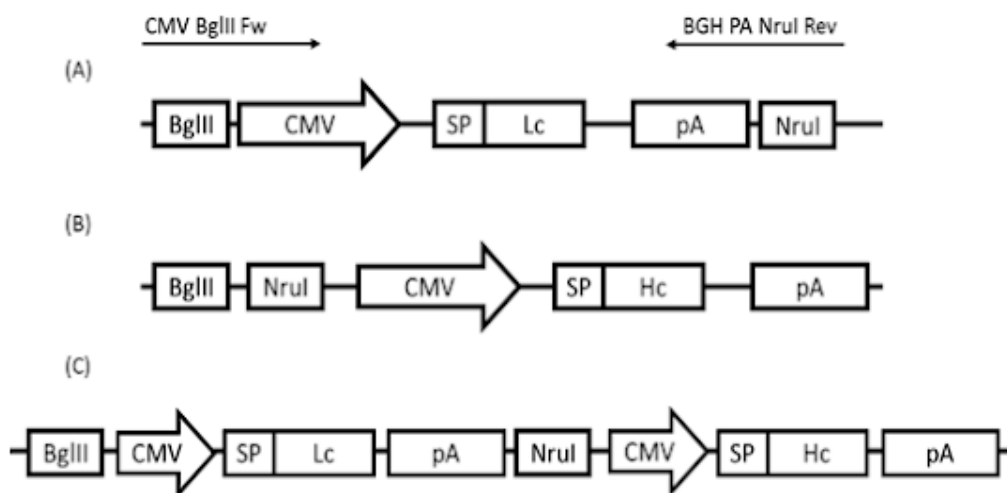 CMV BglII Fw BGH PA NruI Rev
(A)
BglII CMV SP Lc pA NruI
(B)
BglII NruI CMV SP Hc pA
(C)
BglII CMV SP Lc pA NruI CMV SP Hc pA